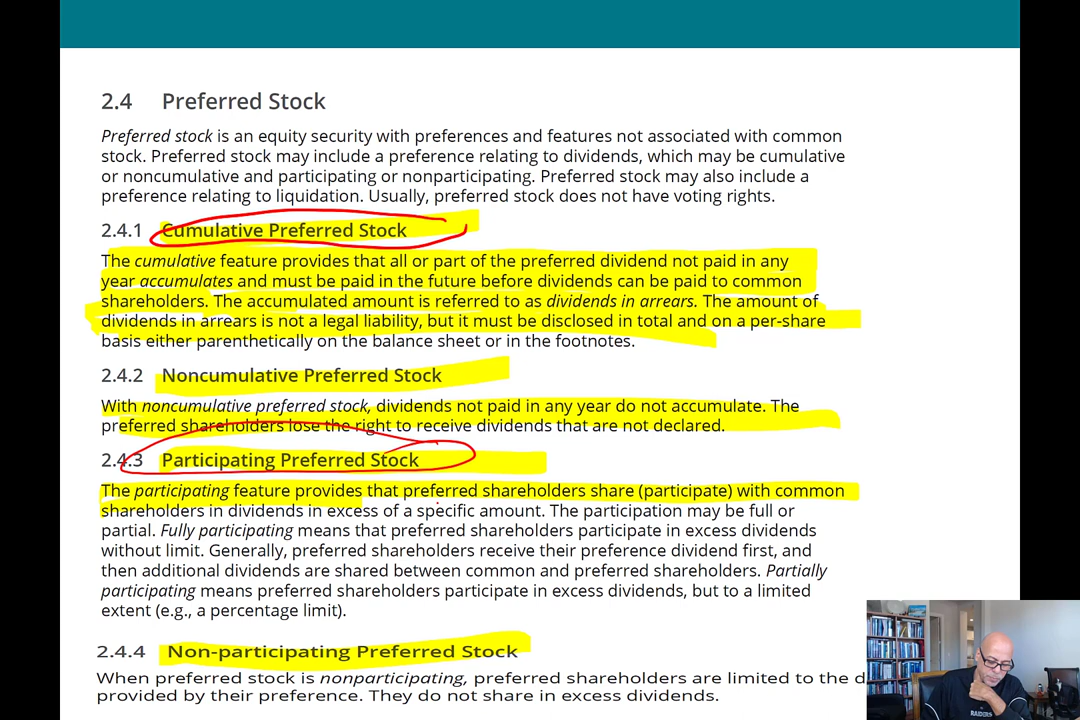 2.4 Preferred Stock
Preferred stock is an equity security with preferences and features not associated with common
stock. Preferred stock may include a preference relating to dividends, which may be cumulative
or noncumulative and participating or nonparticipating. Preferred stock may also include a
preference relating to liquidation. Usually, preferred stock does not have voting rights.
2.4.1 Cumulative Preferred Stock
The cumulative feature provides that all or part of the preferred dividend not paid in any
year accumulates and must be paid in the future before dividends can be paid to common
shareholders. The accumulated amount is referred to as dividends in arrears. The amount of
dividends in arrears is not a legal liability, but it must be disclosed in total and on a per-share
basis either parenthetically on the balance sheet or in the footnotes.
2.4.2 Noncumulative Preferred Stock
With noncumulative preferred stock, dividends not paid in any year do not accumulate. The
preferred shareholders lose the right to receive dividends that are not declared.
2.4.3 Participating Preferred Stock
The participating feature provides that preferred shareholders share (participate) with common
shareholders in dividends in excess of a specific amount. The participation may be full or
partial. Fully participating means that preferred shareholders participate in excess dividends
without limit. Generally, preferred shareholders receive their preference dividend first, and
then additional dividends are shared between common and preferred shareholders. Partially
participating means preferred shareholders participate in excess dividends, but to a limited
extent (e.g., a percentage limit).
2.4.4 Non-participating Preferred Stock
When preferred stock is nonparticipating, preferred shareholders are limited to the d
provided by their preference. They do not share in excess dividends.
RAIDERS